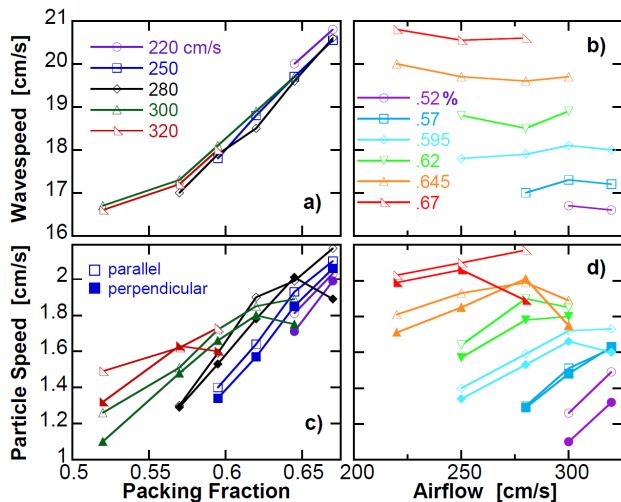 21
20
19
18
17
16
Wavespeed [cm/s]
220 cm/s
250
280
300
320
a)
b)
.52%
.57
.595
.62
.645
.67
2
1.8
1.6
1.4
1.2
1
Particle Speed [cm/s]
parallel
perpendicular
c)
d)
0.5 0.55 0.6 0.65
200 250 300
Packing Fraction
Airflow [cm/s]